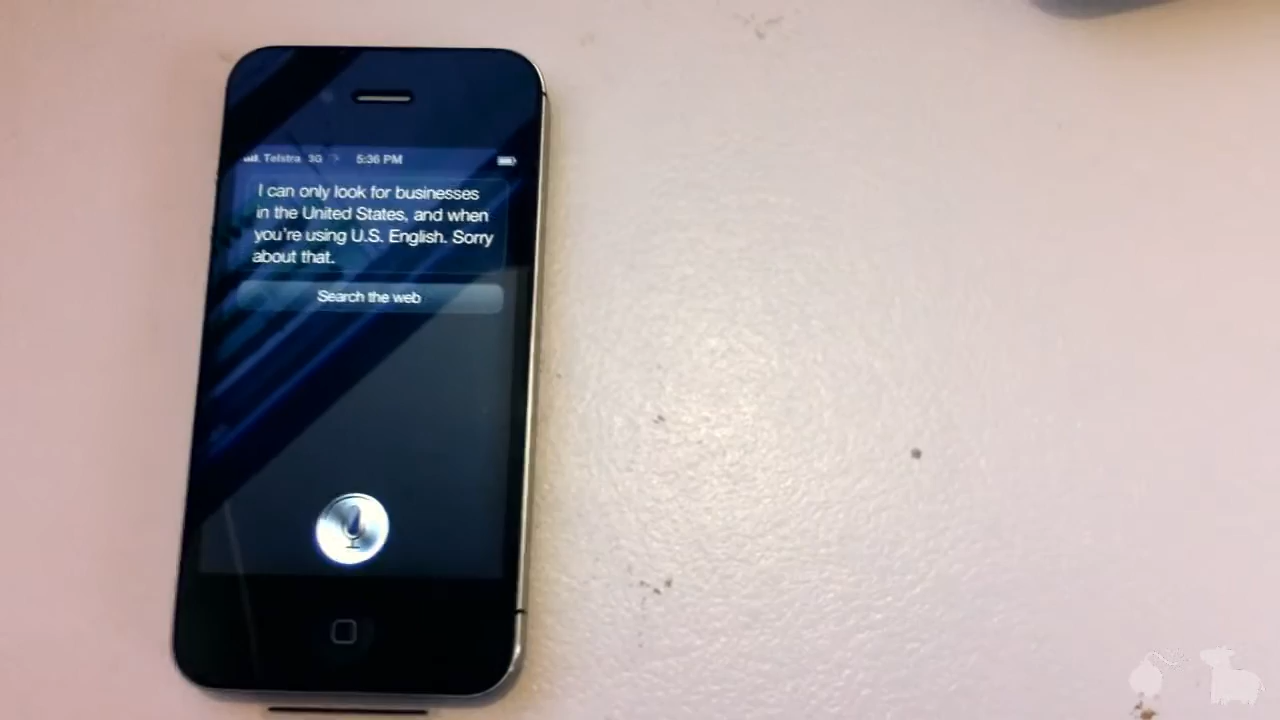 Telstra 3G 5:36 PM
I can only look for businesses
in the United States, and when
you're using U.S. English. Sorry
about that.
Search the web